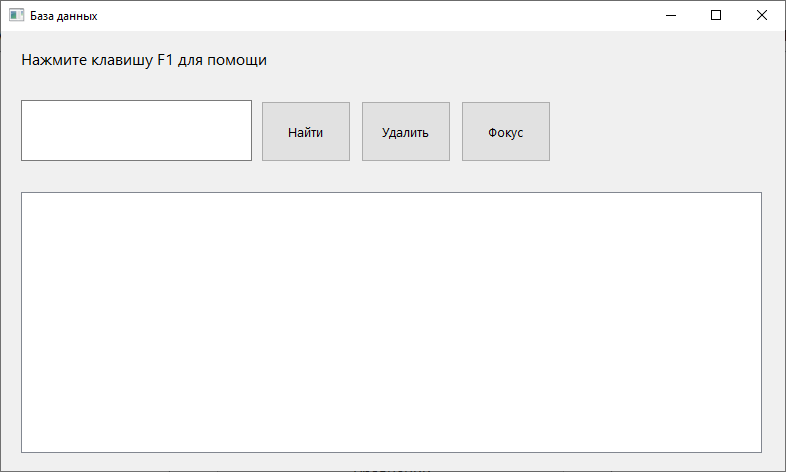 База данных
Нажмите клавишу F1 для помощи
Найти
Удалить
Фокус